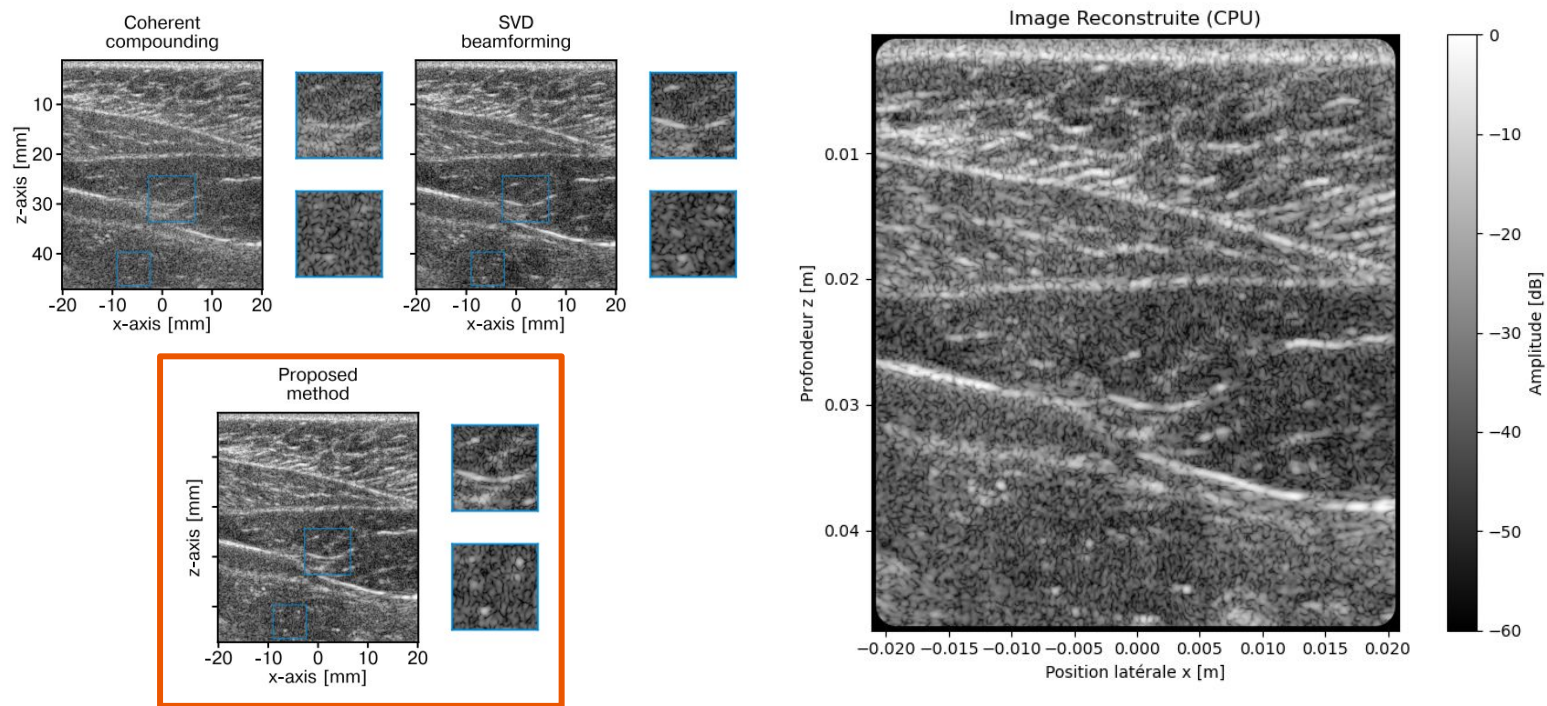 Coherent
compounding
z-axis [mm]
10
20
30
40
-20 -10 0 10 20
x-axis [mm]
SVD
beamforming
-20 -10 0 10 20
x-axis [mm]
Proposed
method
z-axis [mm]
-20 -10 0 10 20
x-axis [mm]
Image Reconstruite (CPU)
Profondeur z [m]
0.01
0.02
0.03
0.04
−0.020 −0.015 −0.010 −0.005 0.000 0.005 0.010 0.015 0.020
Position latérale x [m]
0
−10
−20
−30
−40
−50
−60
Amplitude [dB]